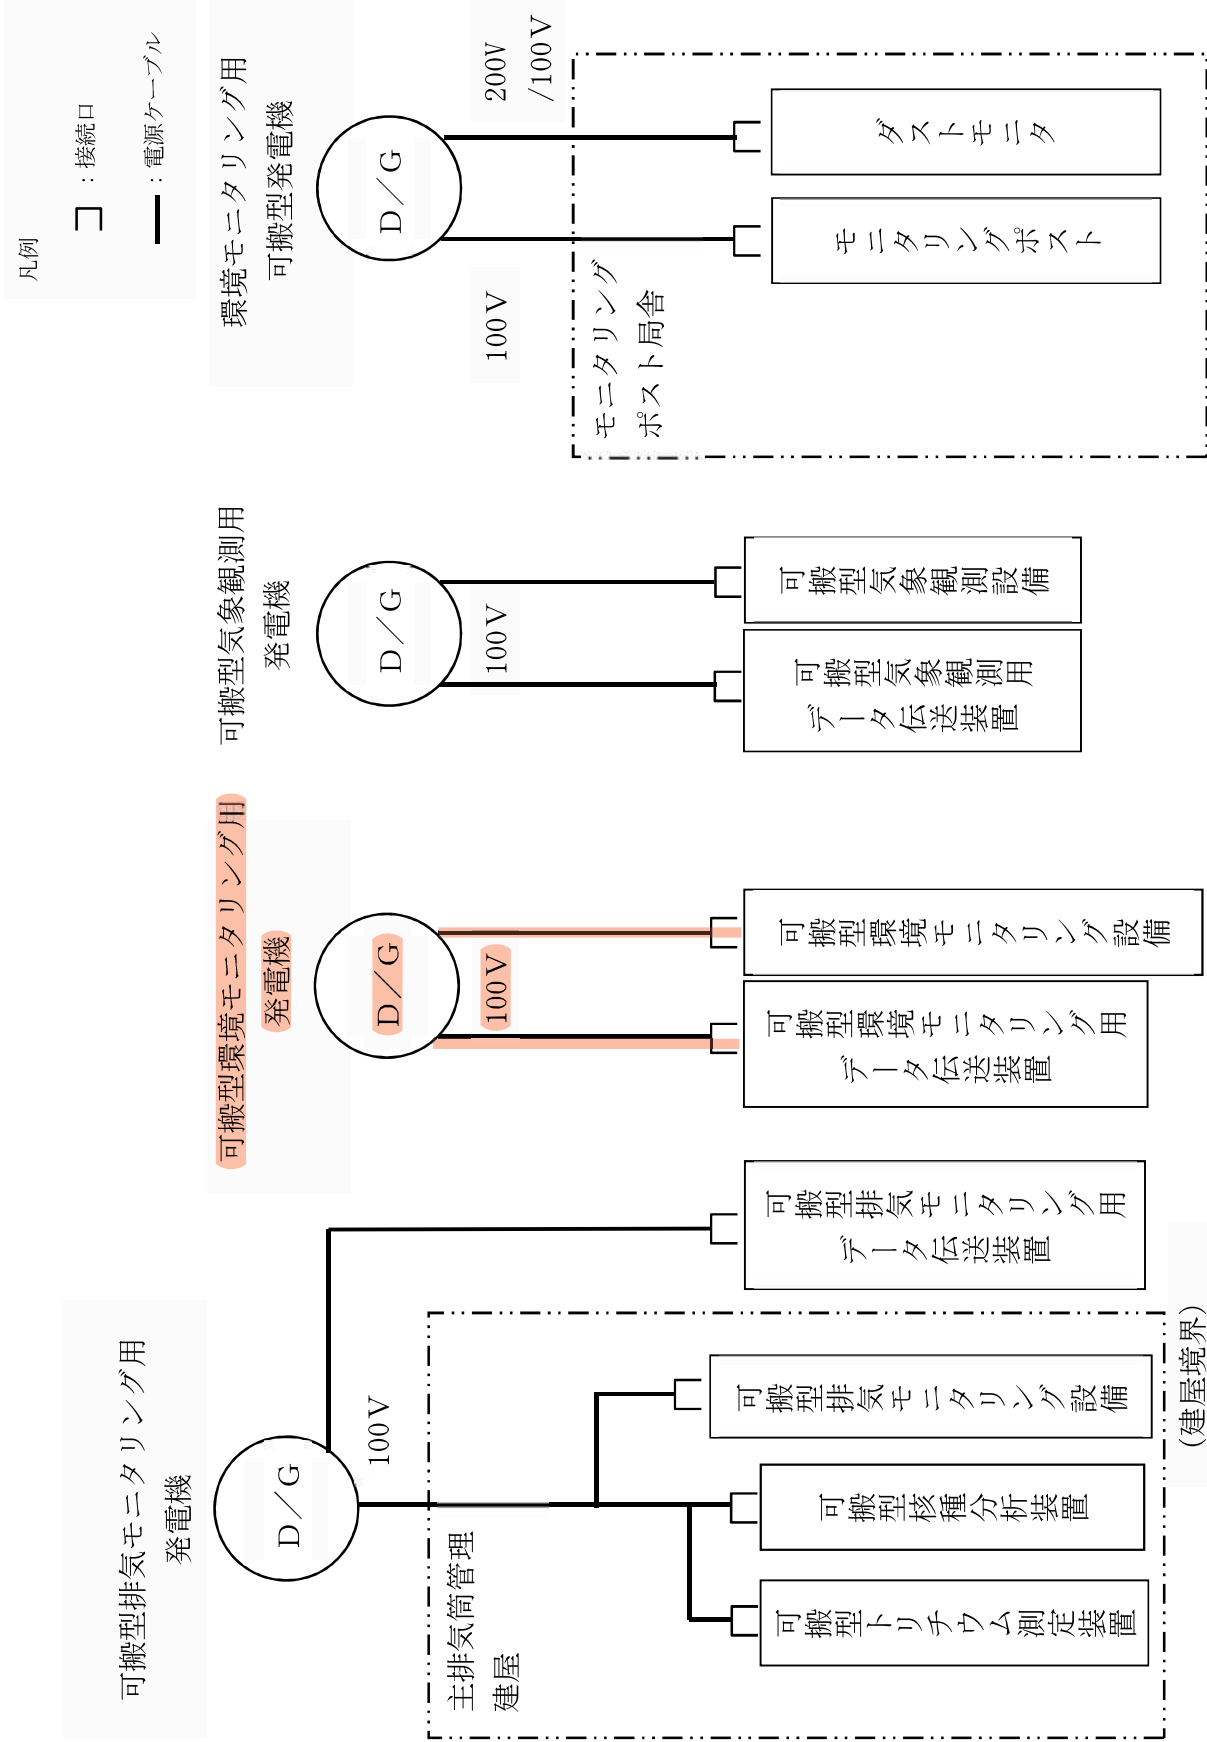 凡例
：接続口
：電源ケーブル
可搬型排気モニタリング用
発電機
D／G
100V
主排気筒管理
建屋
可搬型トリチウム測定装置
可搬型核種分析装置
可搬型排気モニタリング設備
(建屋境界)
可搬型排気モニタリング用
データ伝送装置
可搬型環境モニタリング用
発電機
D／G
100V
可搬型環境モニタリング用
データ伝送装置
可搬型環境モニタリング設備
可搬型気象観測用
発電機
D／G
100V
可搬型気象観測用
データ伝送装置
可搬型気象観測設備
環境モニタリング用
可搬型発電機
D／G
100V
200V
/100V
モニタリング
ポスト局舎
モニタリングポスト
ダストモニタ